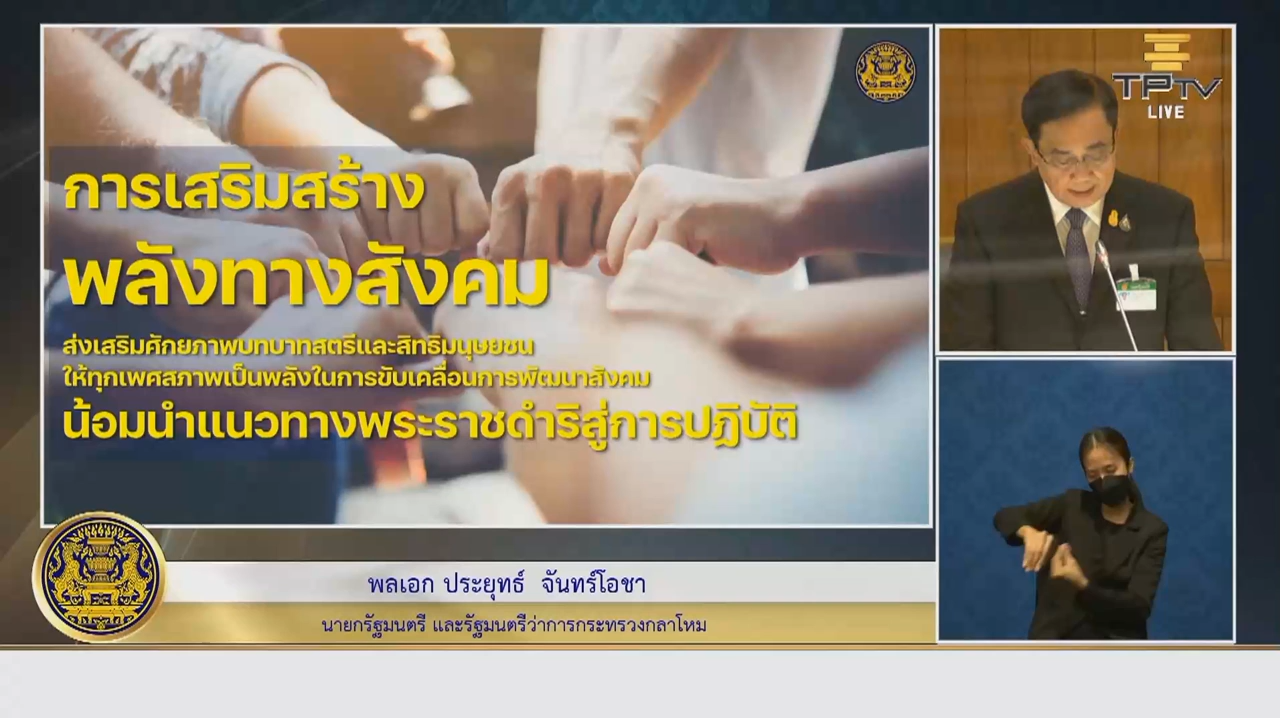 การเสริมสร้าง
พลังทางสังคม
ส่งเสริมศักยภาพบทบาทสตรีและสิทธิมนุษยชน
ให้ทุกเพศสภาพเป็นพลังในการขับเคลื่อนการพัฒนาสังคม
น้อมนำแนวทางพระราชดำริสู่การปฏิบัติ
TPTV
LIVE
พลเอก ประยุทธ์ จันทร์โอชา
นายกรัฐมนตรี และรัฐมนตรีว่าการกระทรวงกลาโหม